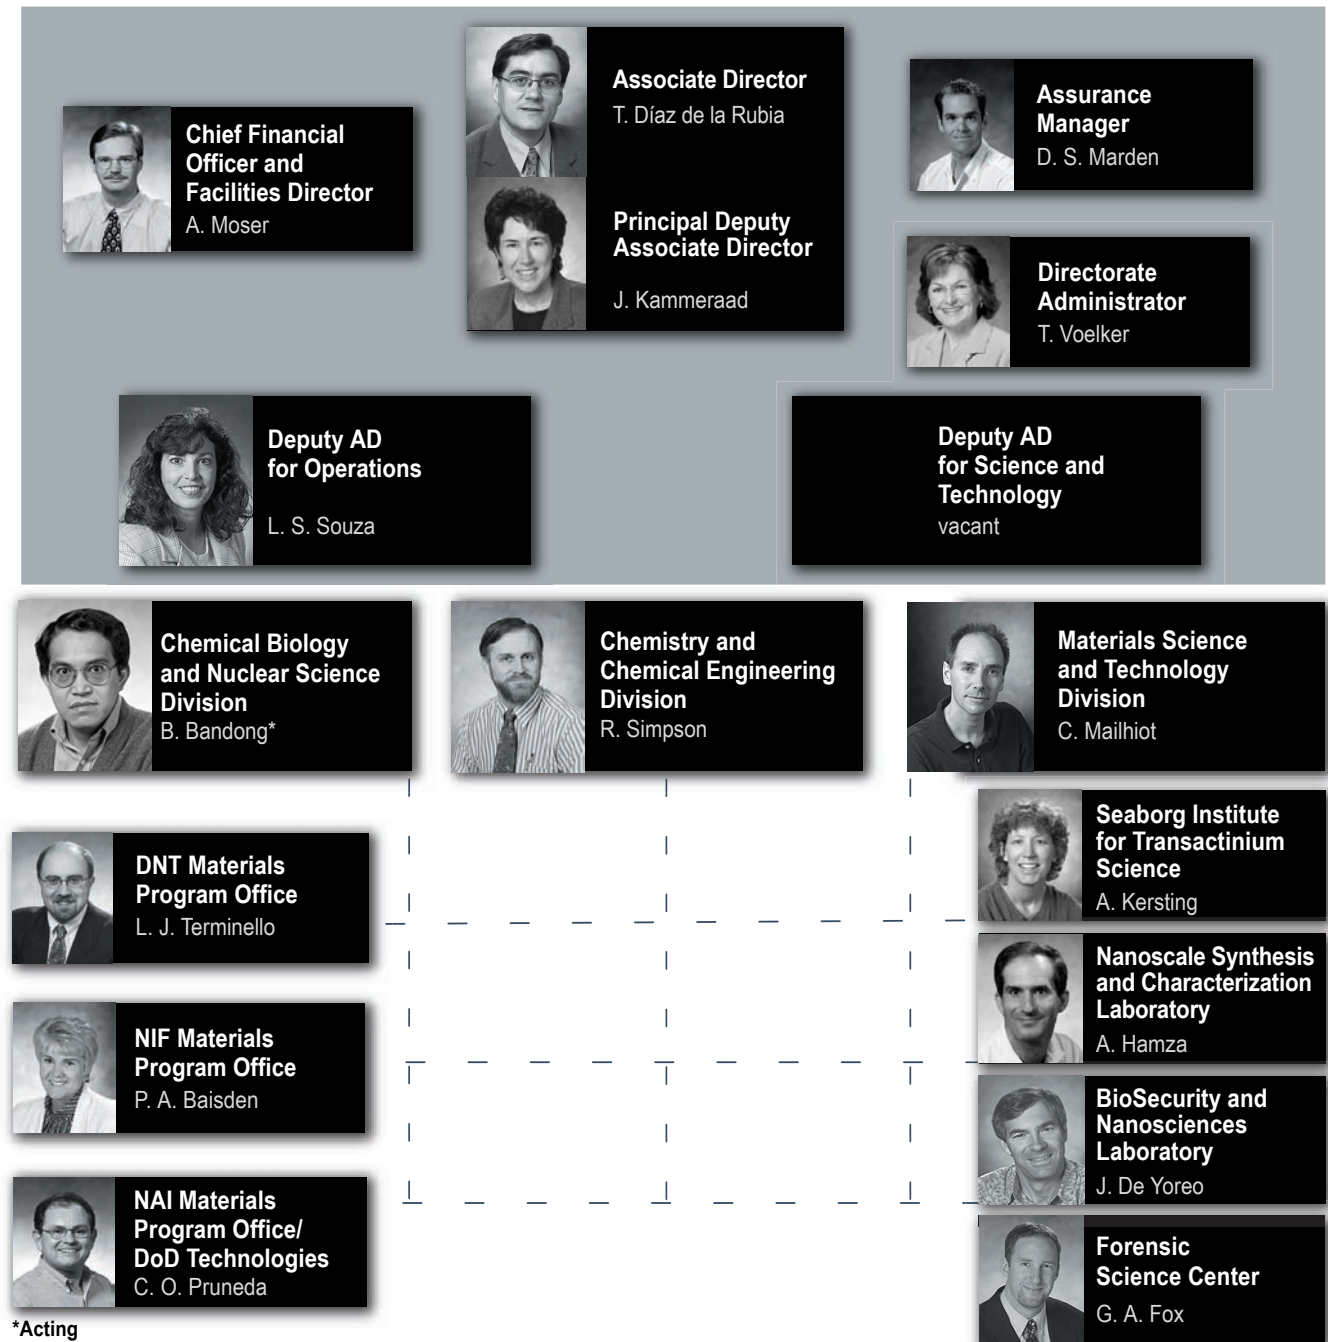 Associate Director
T. Díaz de la Rubia
Principal Deputy
Associate Director
J. Kammeraad
Chief Financial
Officer and
Facilities Director
A. Moser
Assurance
Manager
D. S. Marden
Directorate
Administrator
T. Voelker
Deputy AD
for Operations
L. S. Souza
Deputy AD
for Science and
Technology
vacant
Chemical Biology
and Nuclear Science
Division
B. Bandong*
Chemistry and
Chemical Engineering
Division
R. Simpson
Materials Science
and Technology
Division
C. Mailhiot
DNT Materials
Program Office
L. J. Terminello
NIF Materials
Program Office
P. A. Baisden
NAI Materials
Program Office/
DoD Technologies
C. O. Pruneda
Seaborg Institute
for Transactinium
Science
A. Kersting
Nanoscale Synthesis
and Characterization
Laboratory
A. Hamza
BioSecurity and
Nanosciences
Laboratory
J. De Yoreo
Forensic
Science Center
G. A. Fox
*Acting